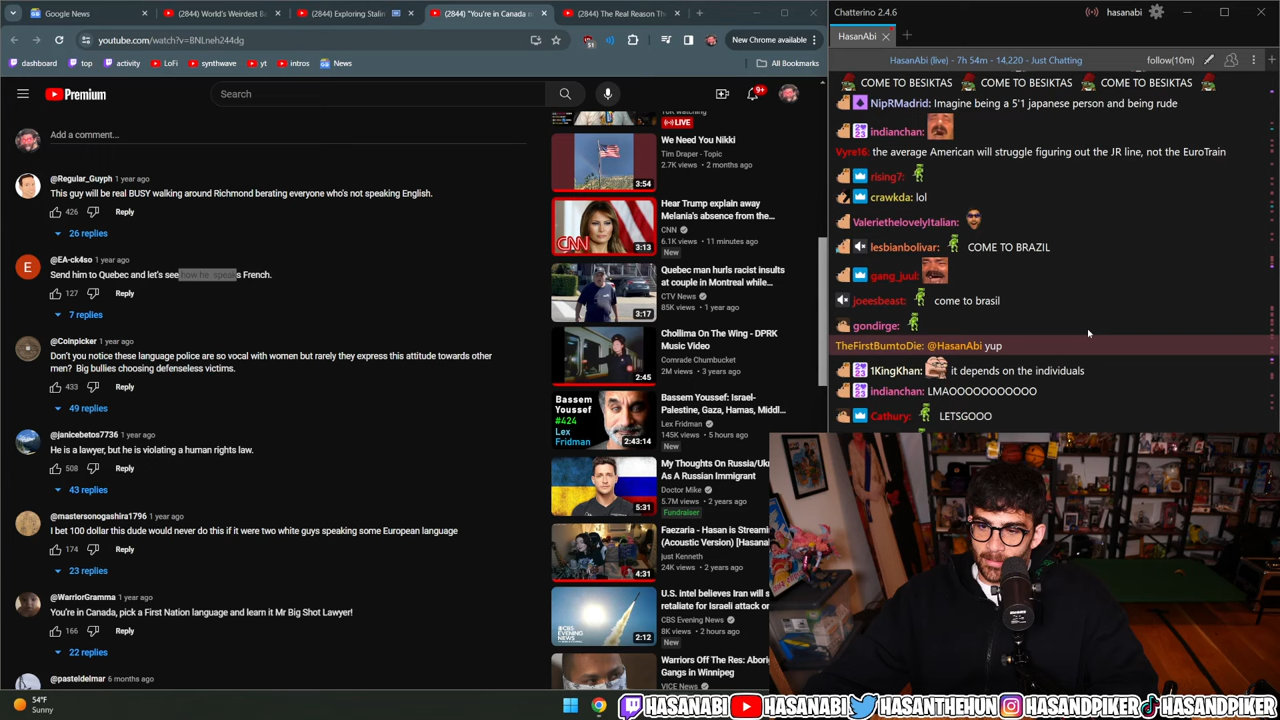 Google News
(2844) World's Weirdest Ba
(2844) Exploring Stalin
(2844) "You're in Canada n
(2844) The Real Reason Th
youtube.com/watch?v=BNLneh244dg
51
New Chrome available
dashboard
top
activity
LoFi
synthwave
yt
intros
News
All Bookmarks
Premium
Search
9+
Add a comment...
@Regular_Guyph 1 year ago
This guy will be real BUSY walking around Richmond berating everyone who's not speaking English.
426
Reply
26 replies
E
@EA-ck4so 1 year ago
Send him to Quebec and let's see how he speaks French.
127
Reply
7 replies
@Coinpicker 1 year ago
Don't you notice these language police are so vocal with women but rarely they express this attitude towards other
men? Big bullies choosing defenseless victims.
433
Reply
49 replies
@janicebetos7736 1 year ago
He is a lawyer, but he is violating a human rights law.
508
Reply
43 replies
@mastersonogashira1796 1 year ago
I bet 100 dollar this dude would never do this if it were two white guys speaking some European language
174
Reply
23 replies
@WarriorGramma 1 year ago
You're in Canada, pick a First Nation language and learn it Mr Big Shot Lawyer!
166
Reply
22 replies
@pasteldelmar 6 months ago
LIVE
We Need You Nikki
Tim Draper - Topic
2.7K views • 2 months ago
3:54
Hear Trump explain away
Melania's absence from the...
CNN
6.1K views • 11 minutes ago
New
CNN
3:13
Quebec man hurls racist insults
at couple in Montreal while...
CTV News
85K views • 1 year ago
3:17
Chollima On The Wing - DPRK
Music Video
Comrade Chumbucket
2M views • 3 years ago
2:45
Bassem Youssef: Israel-
Palestine, Gaza, Hamas, Middl...
Lex Fridman
145K views • 5 hours ago
New
BASSEM
YOUSSEF
#424
LEX
FRIDMAN
2:43:14
My Thoughts On Russia/Uk
As A Russian Immigrant
Doctor Mike
5.7M views • 2 years ago
Fundraiser
5:31
Faezaria - Hasan is Streamin
(Acoustic Version) [Hasanal
just Kenneth
24K views • 2 years ago
4:31
U.S. intel believes Iran will s
retaliate for Israeli attack or
CBS Evening News
8K views • 2 hours ago
New
CBS
EVENING
NEWS
2:12
Warriors Off The Res: Abori
Gangs in Winnipeg
VICE News
54°F
Sunny
Chatterino 2.4.6
hasanabi
HasanAbi
HasanAbi (live) - 7h 54m - 14,220 - Just Chatting
follow(10m)
COME TO BESIKTAS COME TO BESIKTAS COME TO BESIKTAS
NipRMadrid: Imagine being a 5'1 japanese person and being rude
indianchan:
Vyre16: the average American will struggle figuring out the JR line, not the EuroTrain
rising7:
crawkda: lol
ValerietheloveIyItalian:
lesbianbolivar: COME TO BRAZIL
gang_juul:
joeesbeast: come to brasil
gondirge:
TheFirstBumtoDie: @HasanAbi yup
1KingKhan: it depends on the individuals
indianchan: LMAOOOOOOOOOOO
Cathury: LETSGOOO
HASANABI HASANABI HASANTHEHUN HASANDPIKER HASANDPIKER